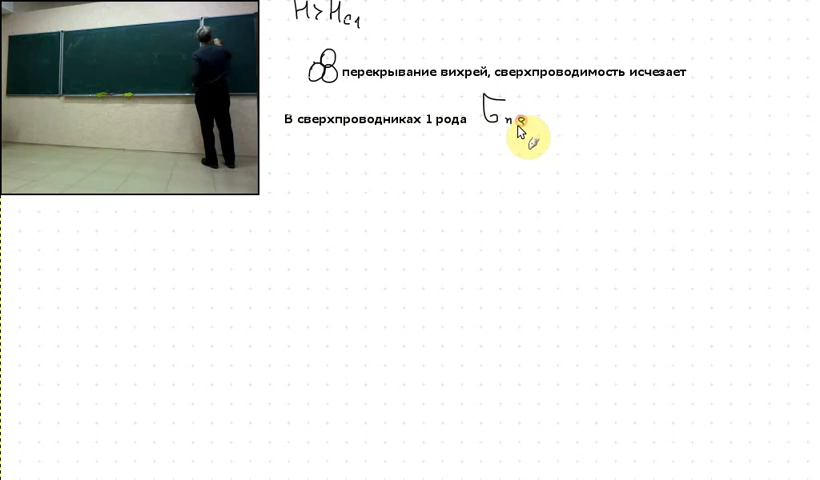 H > Hc1
перекрывание вихрей, сверхпроводимость исчезает
В сверхпроводниках 1 рода σ n